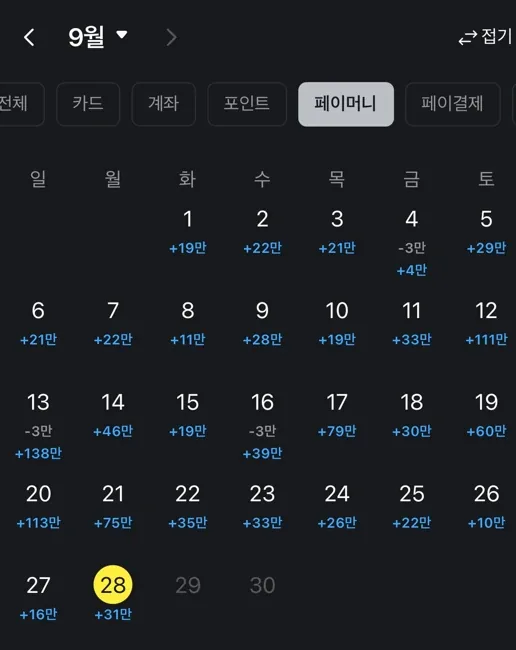 9월
접기
전체 카드 계좌 포인트 페이머니 페이결제
일 월 화 수 목 금 토
1 2 3 4 5
+19만 +22만 +21만 -3만 +29만
+4만
6 7 8 9 10 11 12
+21만 +22만 +11만 +28만 +19만 +33만 +111만
13 14 15 16 17 18 19
-3만 +46만 +19만 -3만 +79만 +30만 +60만
+138만 +39만
20 21 22 23 24 25 26
+113만 +75만 +35만 +33만 +26만 +22만 +10만
27 28 29 30
+16만 +31만